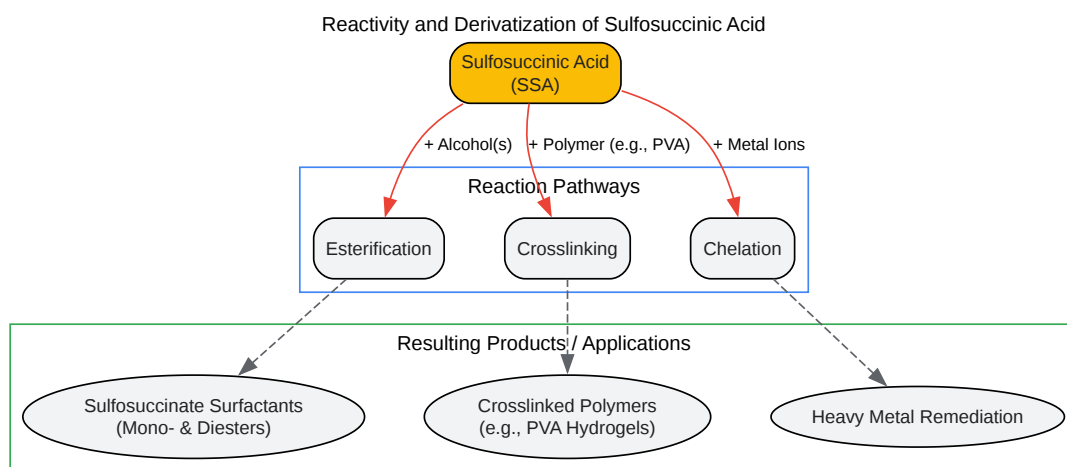 Reactivity and Derivatization of Sulfosuccinic Acid
Sulfosuccinic Acid
(SSA)
+ Alcohol(s)
+ Polymer (e.g., PVA)
+ Metal Ions
Reaction Pathways
Esterification
Crosslinking
Chelation
Resulting Products / Applications
Sulfosuccinate Surfactants
(Mono- & Diesters)
Crosslinked Polymers
(e.g., PVA Hydrogels)
Heavy Metal Remediation